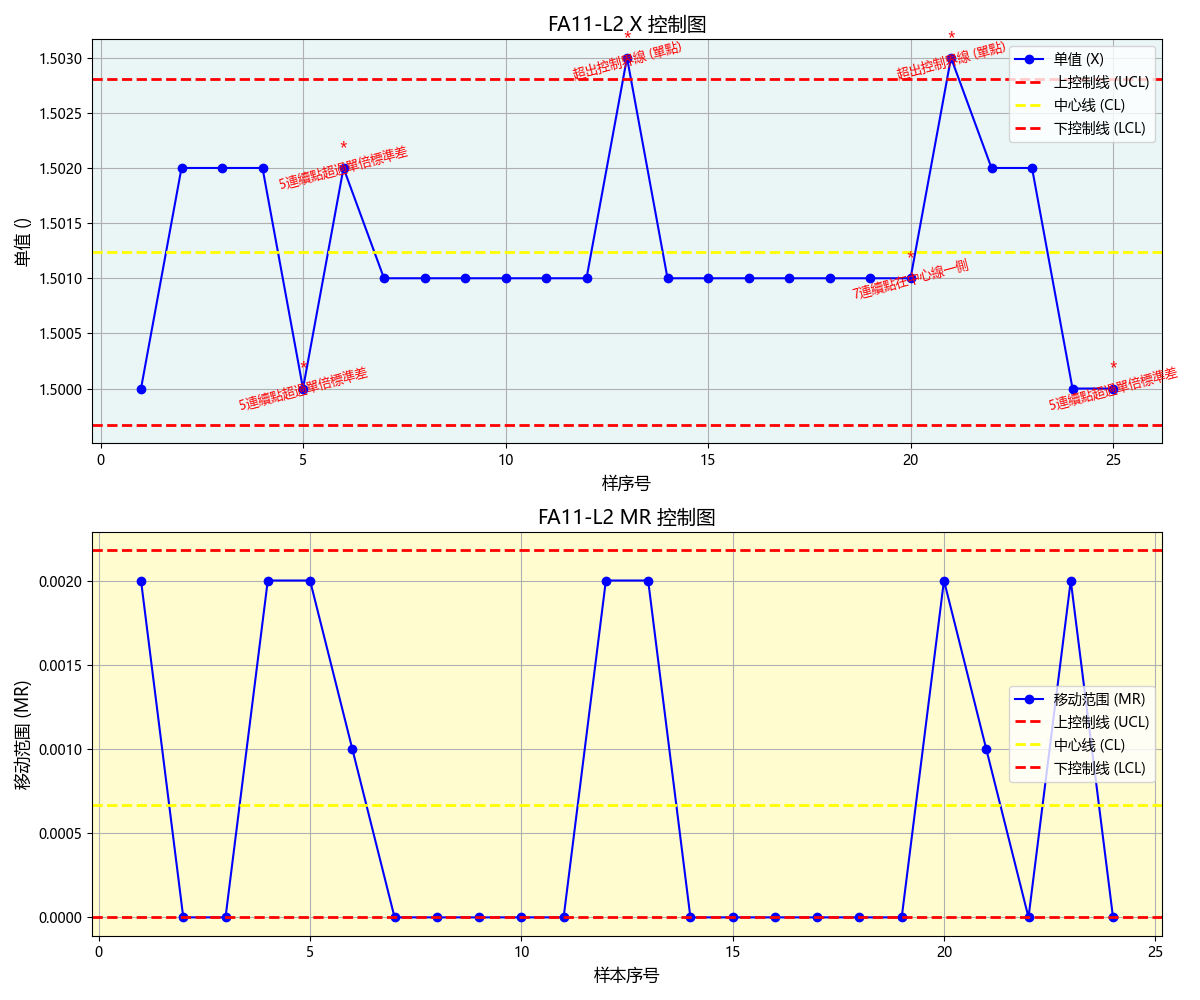 FA11-L2 X 控制图
1.5030
1.5025
1.5020
1.5015
1.5010
1.5005
1.5000
单值 ()
超出控制界線 (單點)
超出控制界線 (單點)
单值 (X)
上控制线 (UCL)
中心线 (CL)
下控制线 (LCL)
5連續點超過單倍標準差
7連續點在中心線一側
5連續點超過單倍標準差
5連續點超過單倍標準差
0
5
10
15
20
25
样序号
FA11-L2 MR 控制图
0.0020
0.0015
0.0010
0.0005
0.0000
移动范围 (MR)
移动范围 (MR)
上控制线 (UCL)
中心线 (CL)
下控制线 (LCL)
0
5
10
15
20
25
样本序号